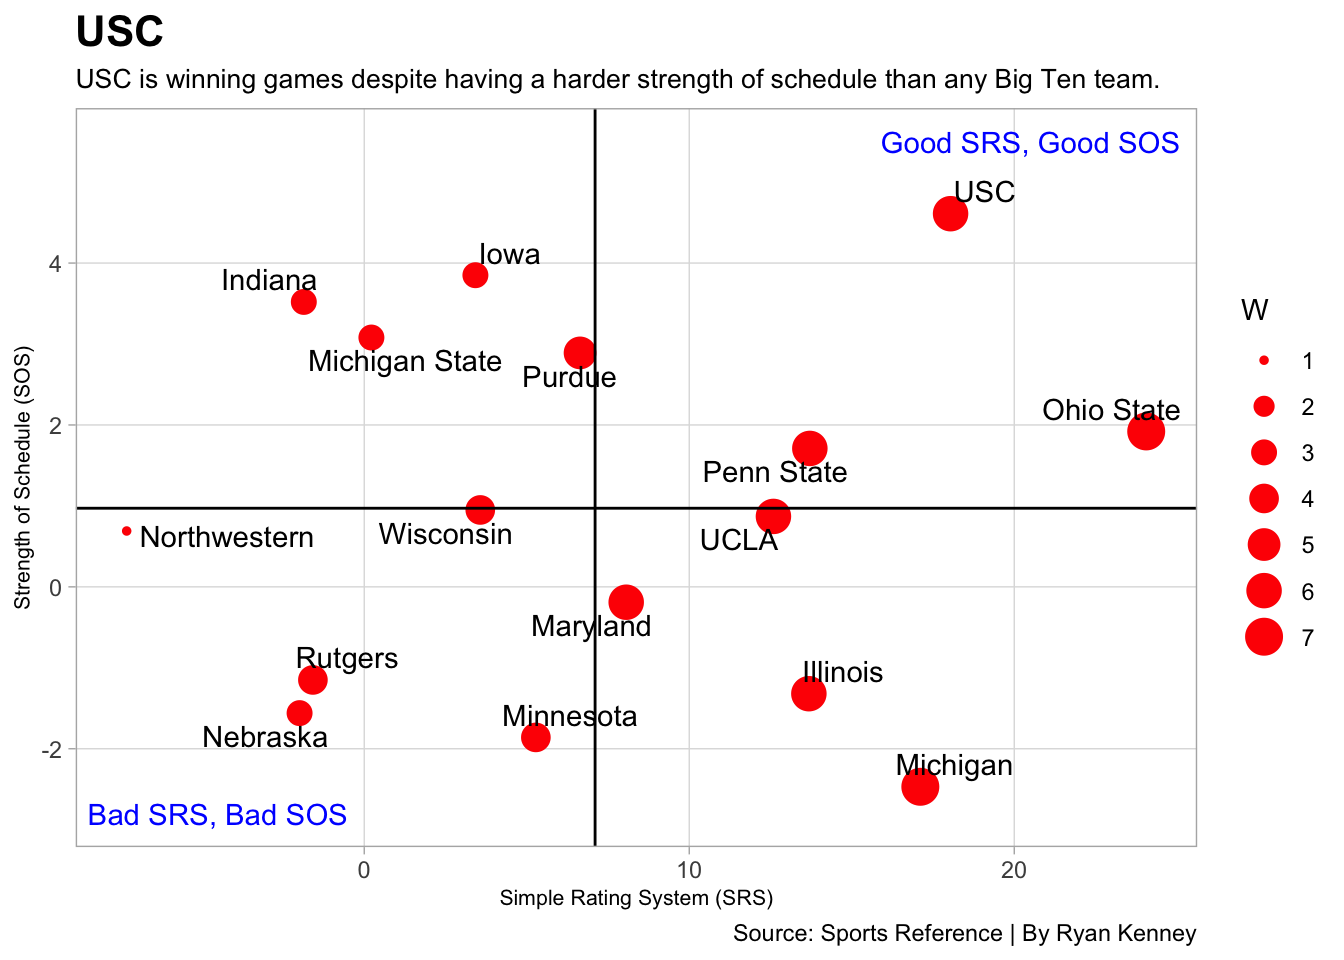 USC
USC is winning games despite having a harder strength of schedule than any Big Ten team.
Good SRS, Good SOS
USC
Iowa
Indiana
Michigan State
Purdue
Ohio State
Penn State
Wisconsin
UCLA
Northwestern
Maryland
Rutgers
Illinois
Nebraska
Minnesota
Michigan
Bad SRS, Bad SOS
4
2
0
-2
Strength of Schedule (SOS)
0
10
20
Simple Rating System (SRS)
W
1
2
3
4
5
6
7
Source: Sports Reference | By Ryan Kenney